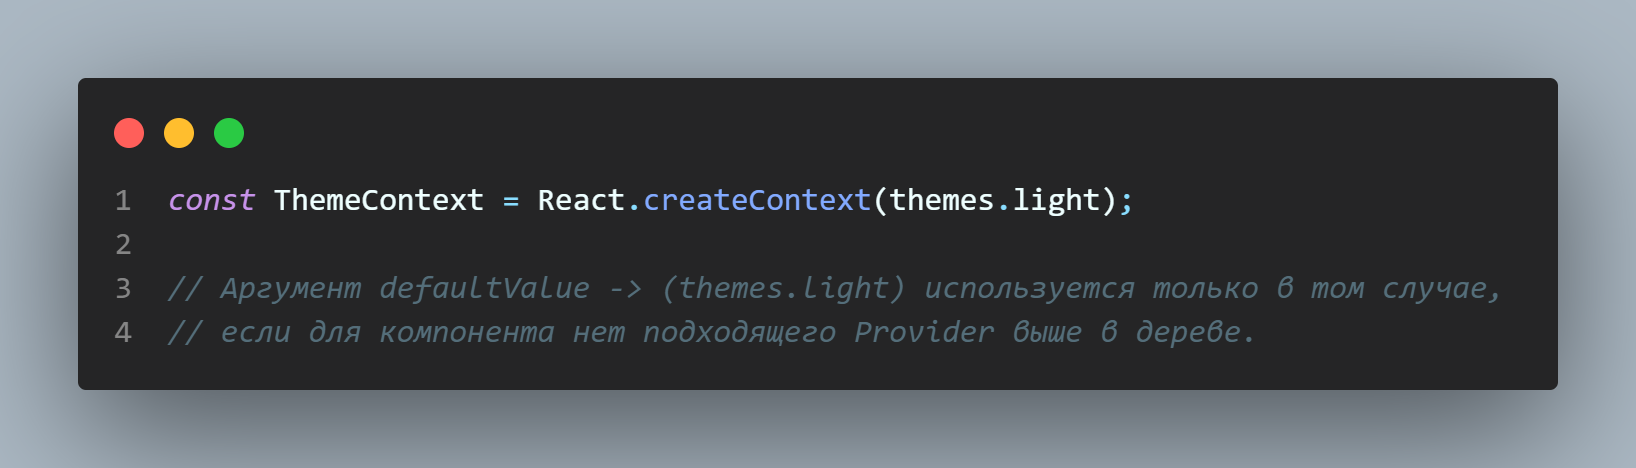 1 const ThemeContext = React.createContext(themes.light);
2
3 // Аргумент defaultValue -> (themes.light) используется только в том случае,
4 // если для компонента нет подходящего Provider выше в дереве.